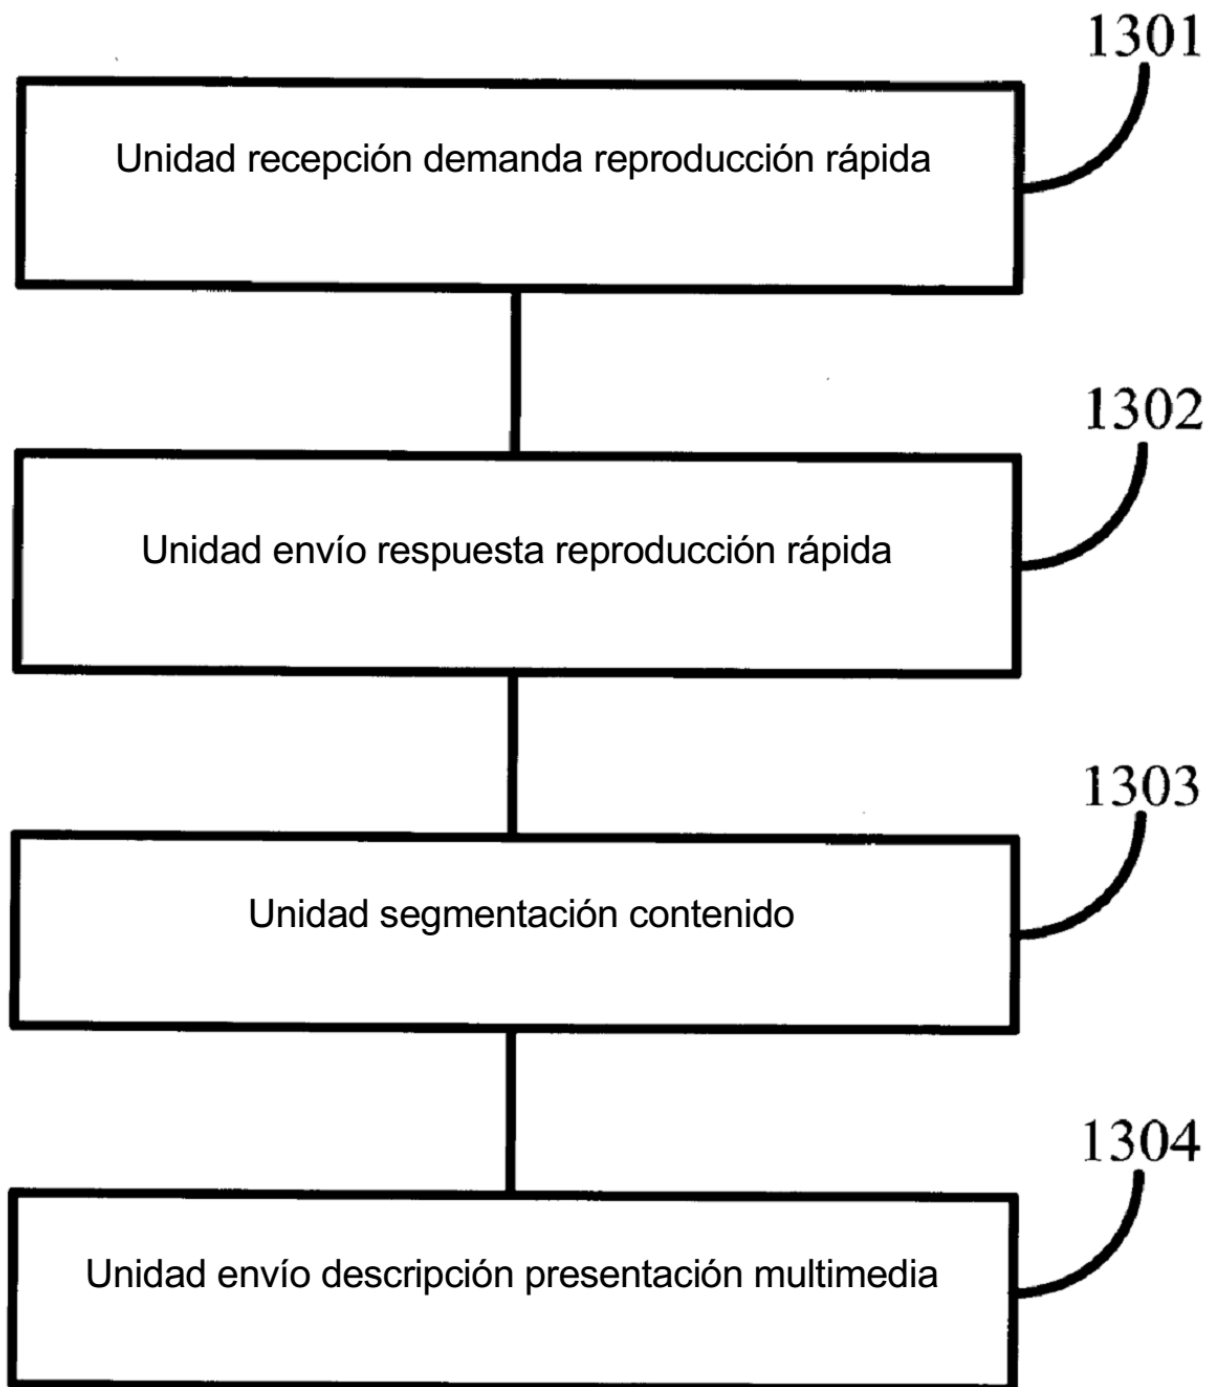 1301
Unidad recepción demanda reproducción rápida
1302
Unidad envío respuesta reproducción rápida
1303
Unidad segmentación contenido
1304
Unidad envío descripción presentación multimedia